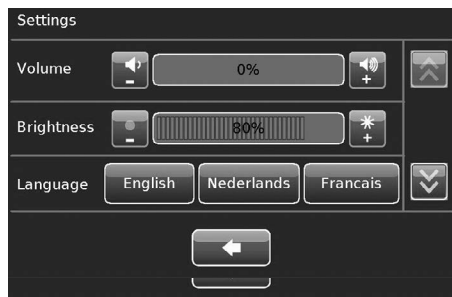 Settings
Volume - 0% +
Brightness - 80% +
Language English Nederlands Francais